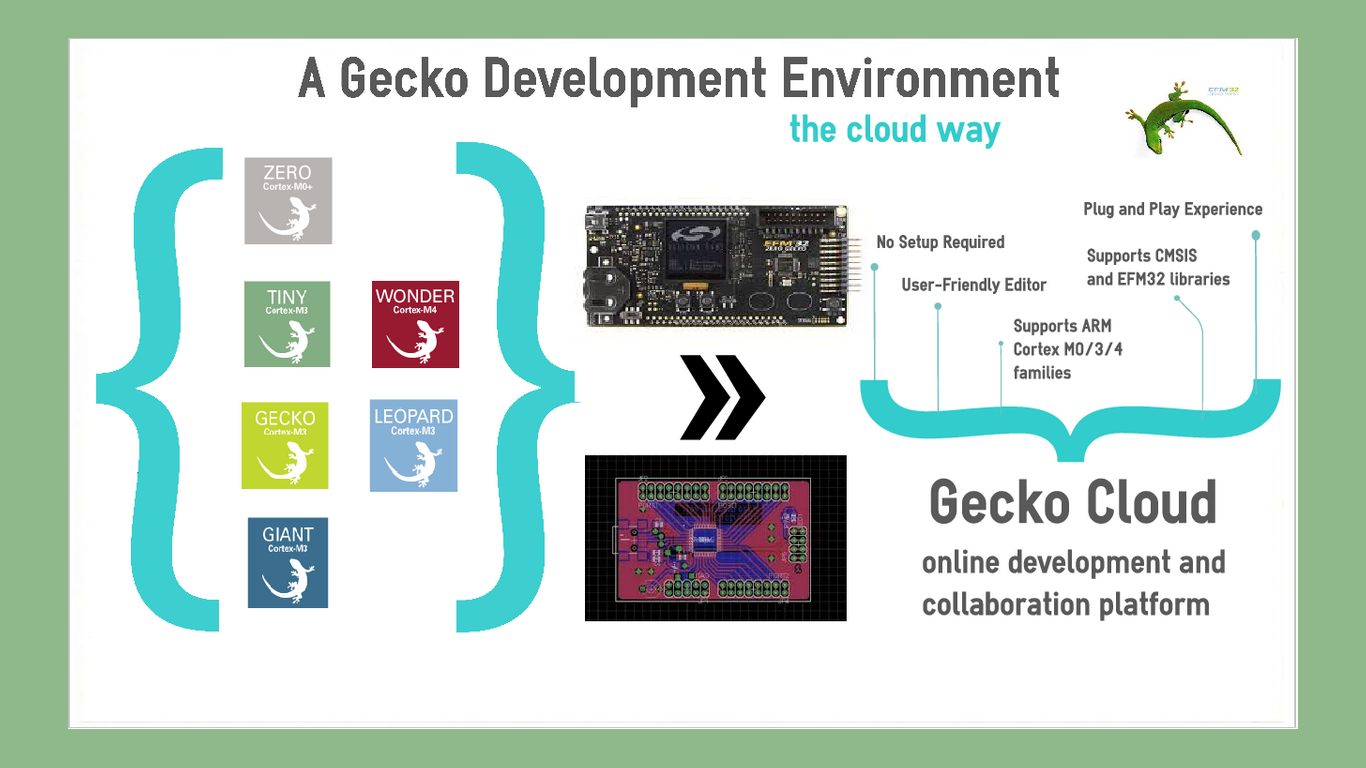 A Gecko Development Environment
the cloud way
EFM32
ZERO
Cortex-M0+
TINY
Cortex-M3
WONDER
Cortex-M4
GECKO
Cortex-M3
LEOPARD
Cortex-M3
GIANT
Cortex-M3
EFM 32
ZERO GECKO
No Setup Required
User-Friendly Editor
Supports ARM
Cortex M0/3/4
families
Supports CMSIS
and EFM32 libraries
Plug and Play Experience
Gecko Cloud
online development and
collaboration platform